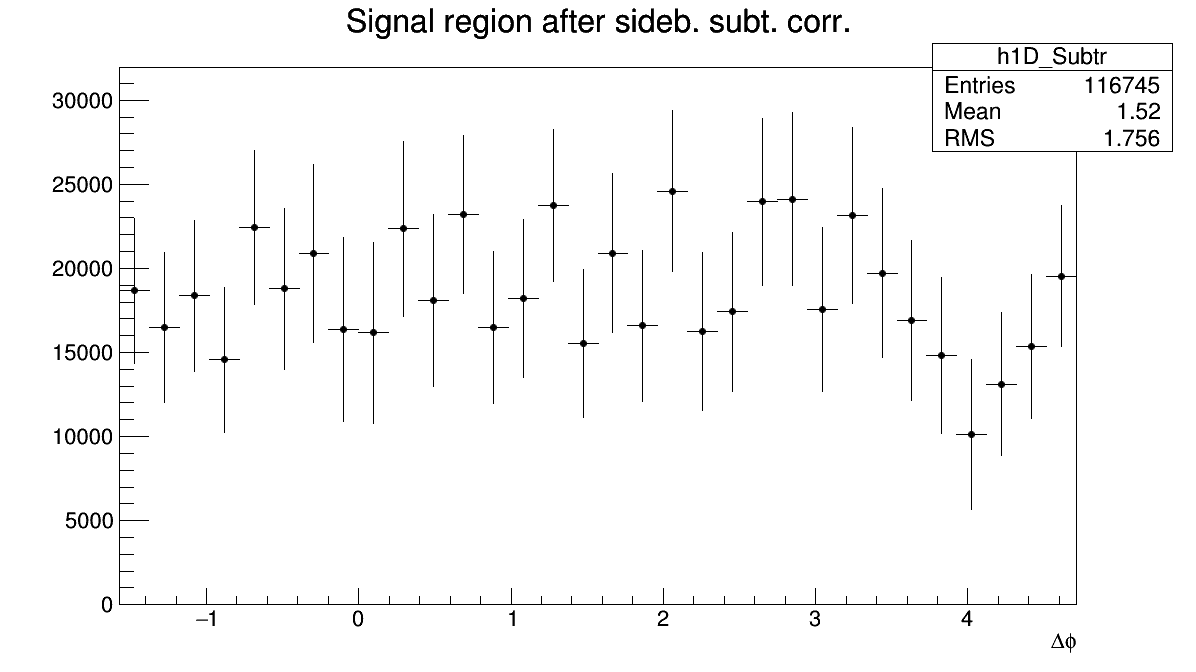 Signal region after sideb. subt. corr.
h1D_Subtr
Entries 116745
Mean 1.52
RMS 1.756
30000
25000
20000
15000
10000
5000
0
−1 0 1 2 3 4
Δϕ